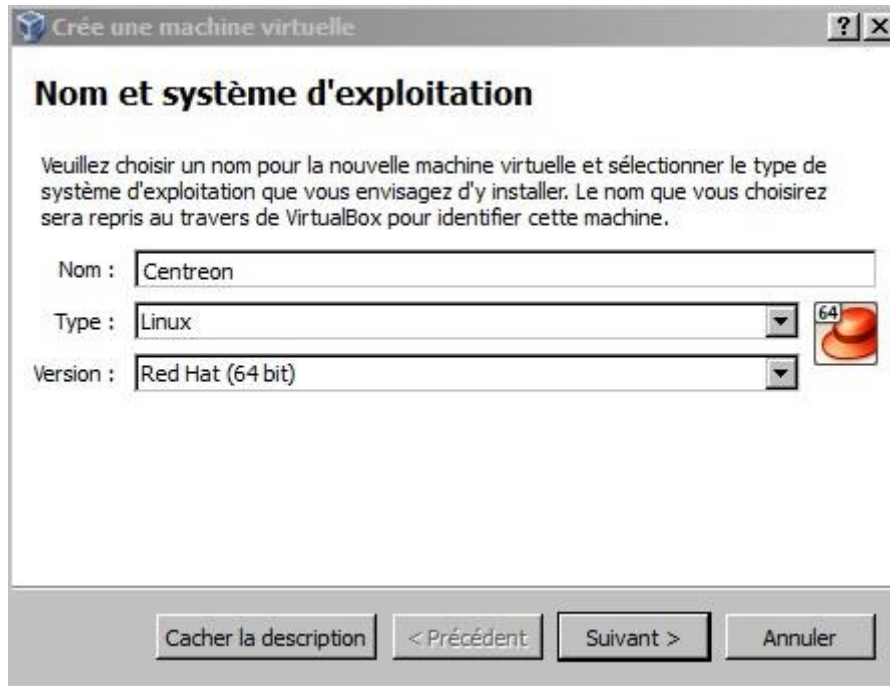 Crée une machine virtuelle
Nom et système d'exploitation
Veuillez choisir un nom pour la nouvelle machine virtuelle et sélectionner le type de
système d'exploitation que vous envisagez d'y installer. Le nom que vous choisirez
sera repris au travers de VirtualBox pour identifier cette machine.
Nom : Centreon
Type : Linux
64
Version : Red Hat (64 bit)
Cacher la description < Précédent Suivant > Annuler